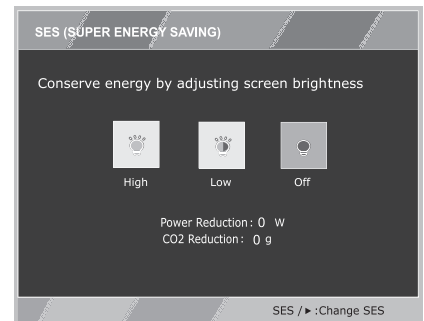 SES (SUPER ENERGY SAVING)
Conserve energy by adjusting screen brightness
High Low Off
Power Reduction: 0 W
CO2 Reduction: 0 g
SES / ► :Change SES